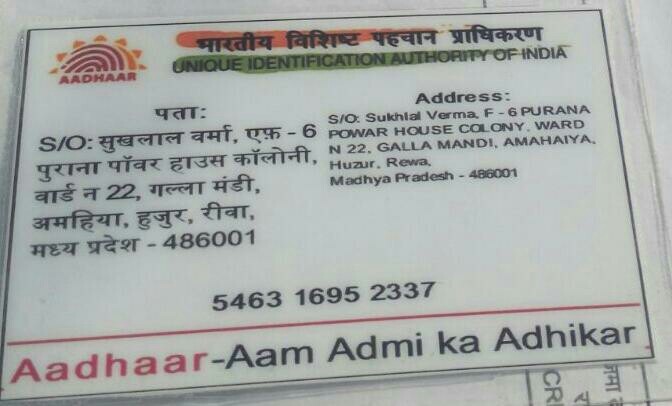 भारतीय विशिष्ट पहचान प्राधिकरण
UNIQUE IDENTIFICATION AUTHORITY OF INDIA
AADHAAR
पता:
S/O: सुखलाल वर्मा, एफ़ - 6
पुराना पॉवर हाउस कॉलोनी,
वार्ड न 22, गल्ला मंडी,
अमहिया, हुजुर, रीवा,
मध्य प्रदेश - 486001
Address:
S/O: Sukhlal Verma, F - 6 PURANA
POWAR HOUSE COLONY, WARD
N 22, GALLA MANDI, AMAHAIYA,
Huzur, Rewa,
Madhya Pradesh - 486001
5463 1695 2337
Aadhaar-Aam Admi ka Adhikar